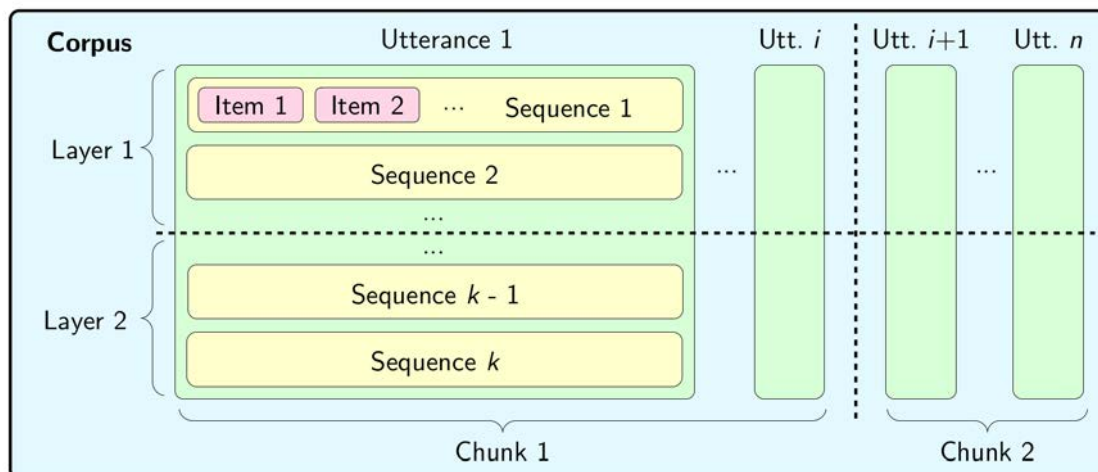 Corpus Utterance 1 Utt. i Utt. i+1 Utt. n
Item 1 Item 2 ... Sequence 1
Layer 1
Sequence 2 ... ...
...
...
Sequence k - 1
Layer 2
Sequence k
Chunk 1 Chunk 2